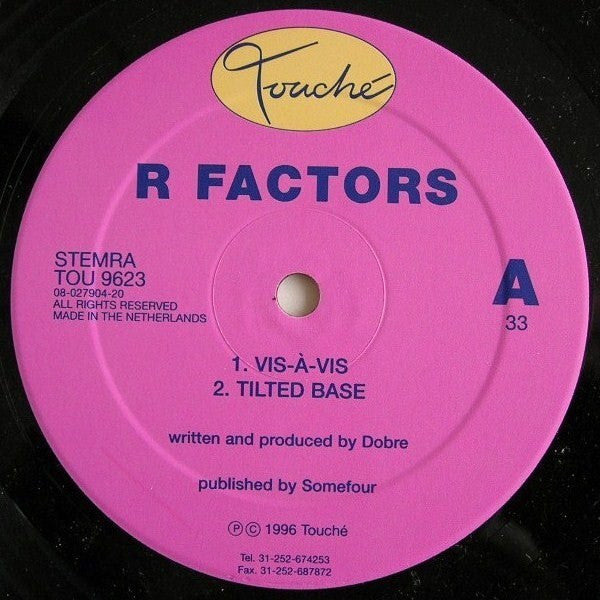 Touché
R FACTORS
STEMRA
TOU 9623
08-027904-20
ALL RIGHTS RESERVED
MADE IN THE NETHERLANDS
A
33
1. VIS-À-VIS
2. TILTED BASE
written and produced by Dobre
published by Somefour
Ⓟ Ⓒ 1996 Touché
Tel. 31-252-674253
Fax. 31-252-687872